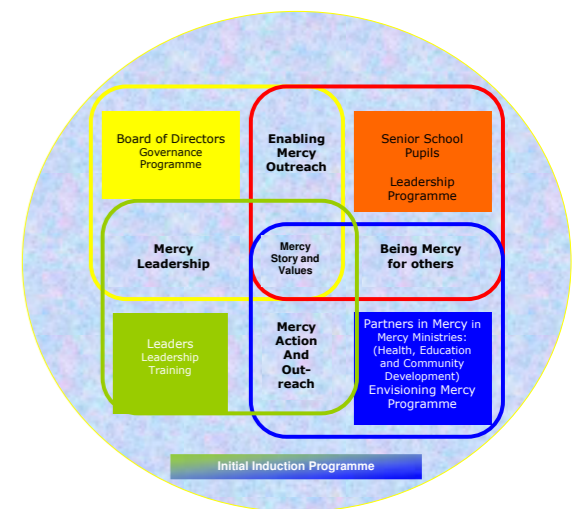 Board of Directors
Governance
Programme
Enabling
Mercy
Outreach
Senior School
Pupils
Leadership
Programme
Mercy
Leadership
Mercy
Story and
Values
Being Mercy
for others
Leaders
Leadership
Training
Mercy
Action
And
Out-
reach
Partners in Mercy in
Mercy Ministries:
(Health, Education
and Community
Development)
Envisioning Mercy
Programme
Initial Induction Programme